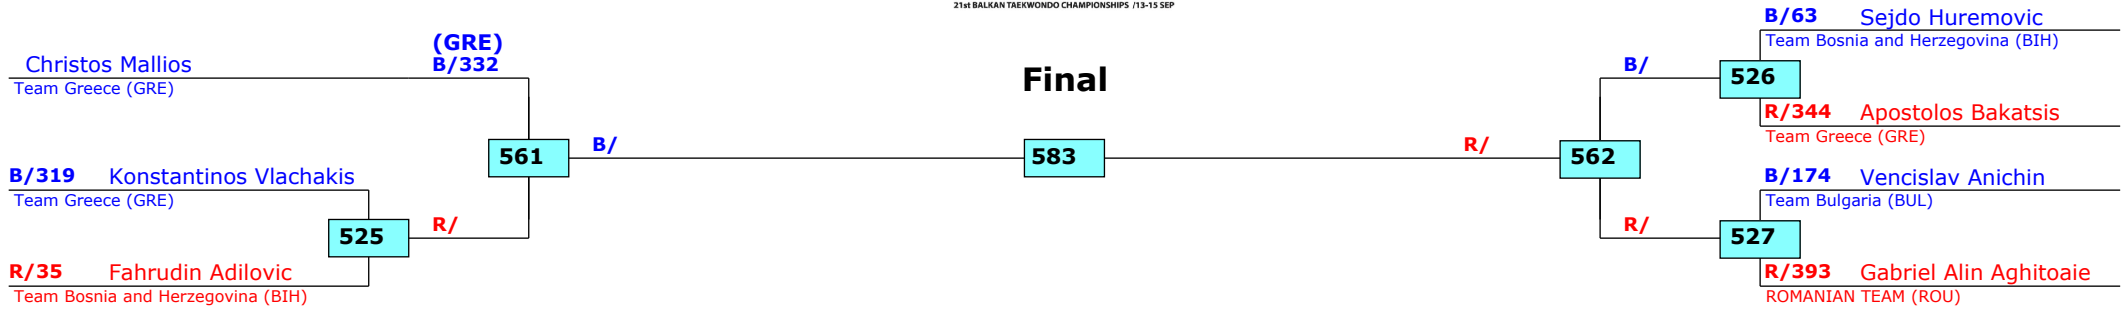 21st BALKAN TAEKWONDO CHAMPIONSHIPS /13-15 SEP
Final
(GRE)
Christos Mallios B/332
Team Greece (GRE)
561
B/
B/319 Konstantinos Vlachakis
Team Greece (GRE)
525
R/
R/35 Fahrudin Adilovic
Team Bosnia and Herzegovina (BIH)
583
R/
562
B/
R/
B/63 Sejdo Huremovic
Team Bosnia and Herzegovina (BIH)
526
R/344 Apostolos Bakatsis
Team Greece (GRE)
B/174 Vencislav Anichin
Team Bulgaria (BUL)
527
R/393 Gabriel Alin Aghitoaie
ROMANIAN TEAM (ROU)